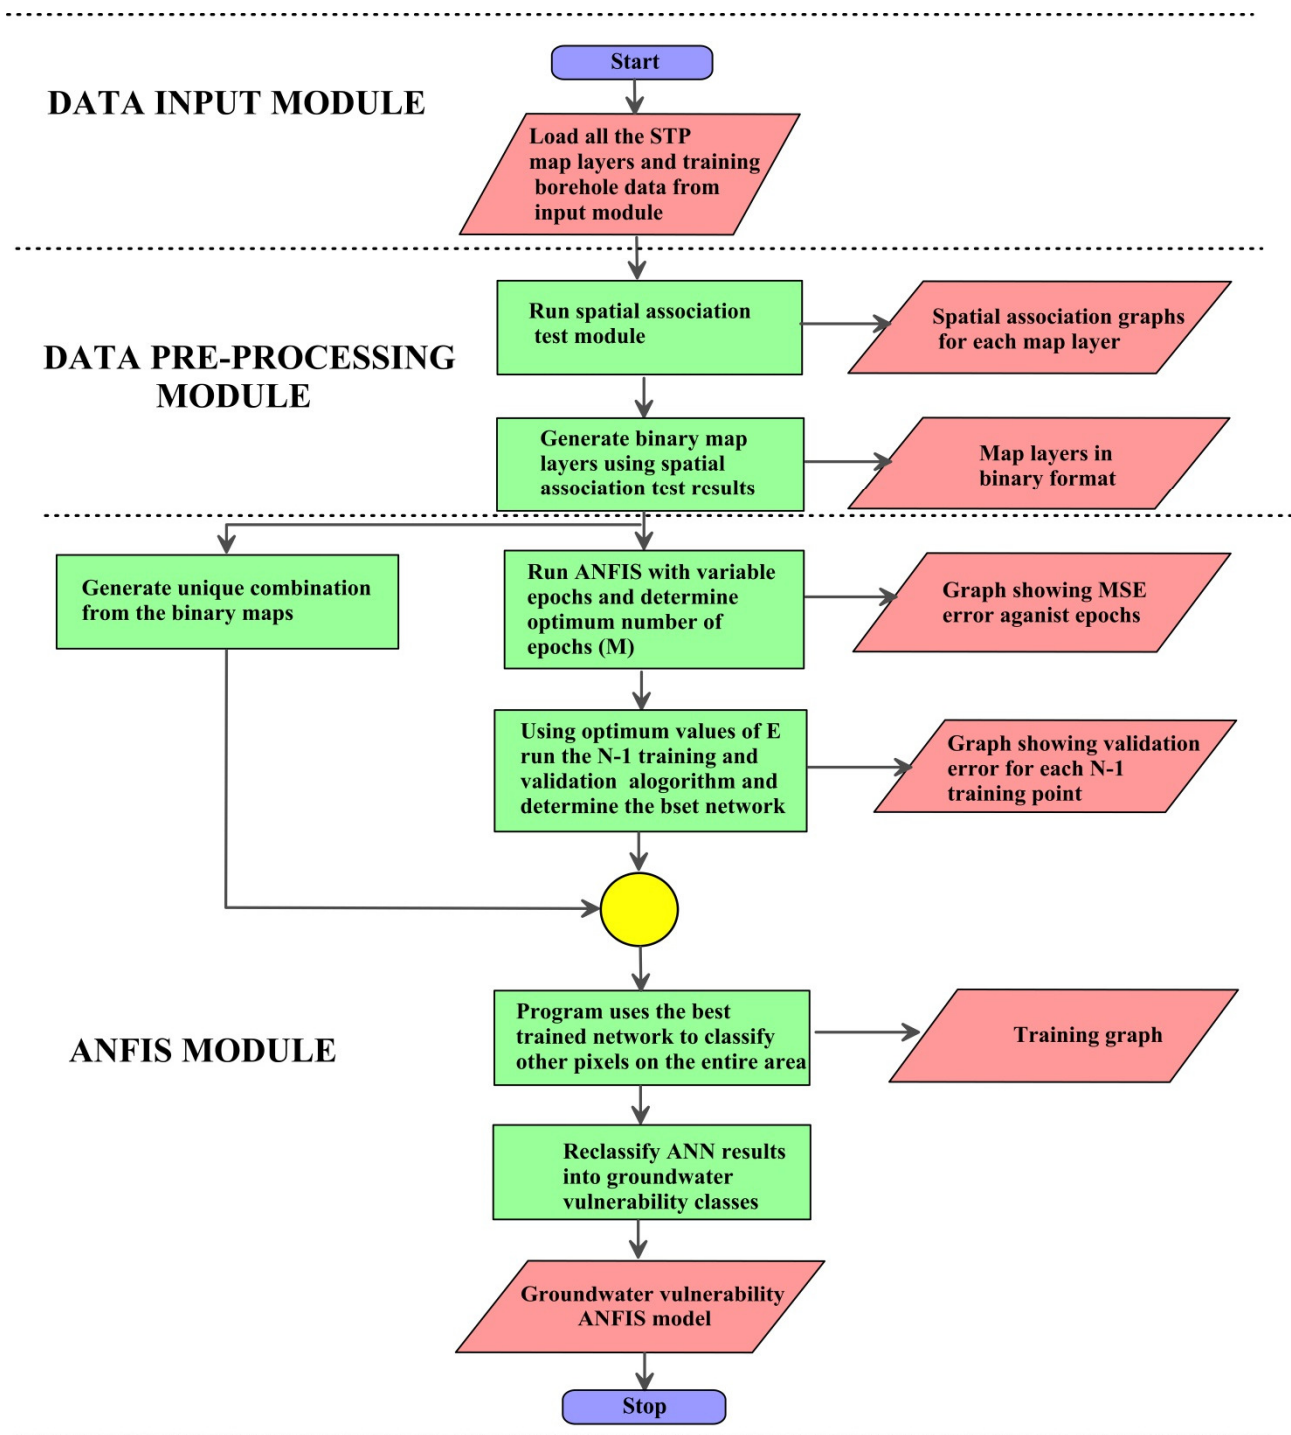 Start
DATA INPUT MODULE
Load all the STP
map layers and training
borehole data from
input module
Run spatial association
test module
Spatial association graphs
for each map layer
DATA PRE-PROCESSING
MODULE
Generate binary map
layers using spatial
association test results
Map layers in
binary format
Generate unique combination
from the binary maps
Run ANFIS with variable
epochs and determine
optimum number of
epochs (M)
Graph showing MSE
error aganist epochs
Using optimum values of E
run the N-1 training and
validation alogorithm and
determine the bset network
Graph showing validation
error for each N-1
training point
ANFIS MODULE
Program uses the best
trained network to classify
other pixels on the entire area
Training graph
Reclassify ANN results
into groundwater
vulnerability classes
Groundwater vulnerability
ANFIS model
Stop